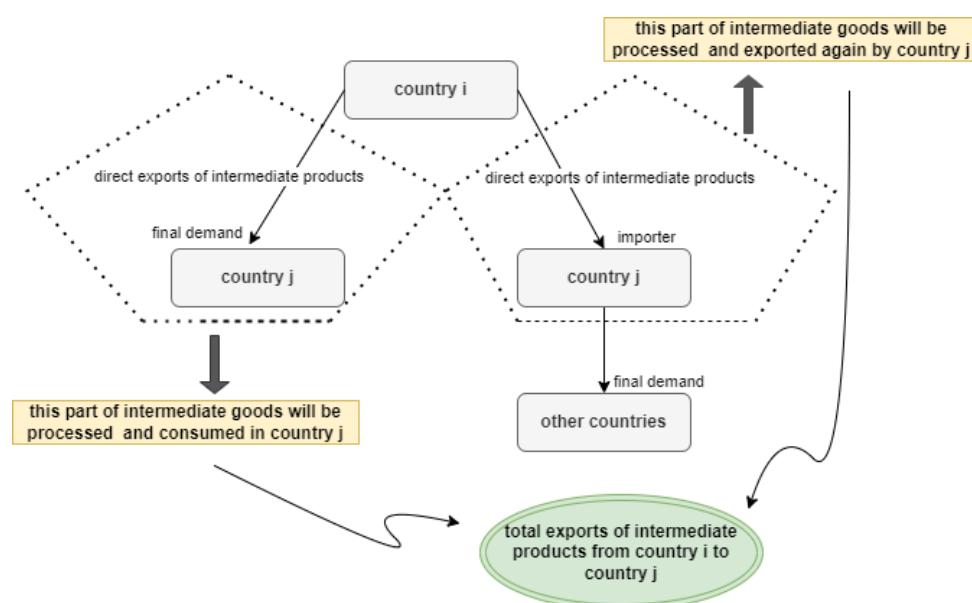 this part of intermediate goods will be
processed and exported again by country j
country i
direct exports of intermediate products
direct exports of intermediate products
final demand
importer
country j
country j
final demand
this part of intermediate goods will be
processed and consumed in country j
other countries
total exports of intermediate
products from country i to
country j